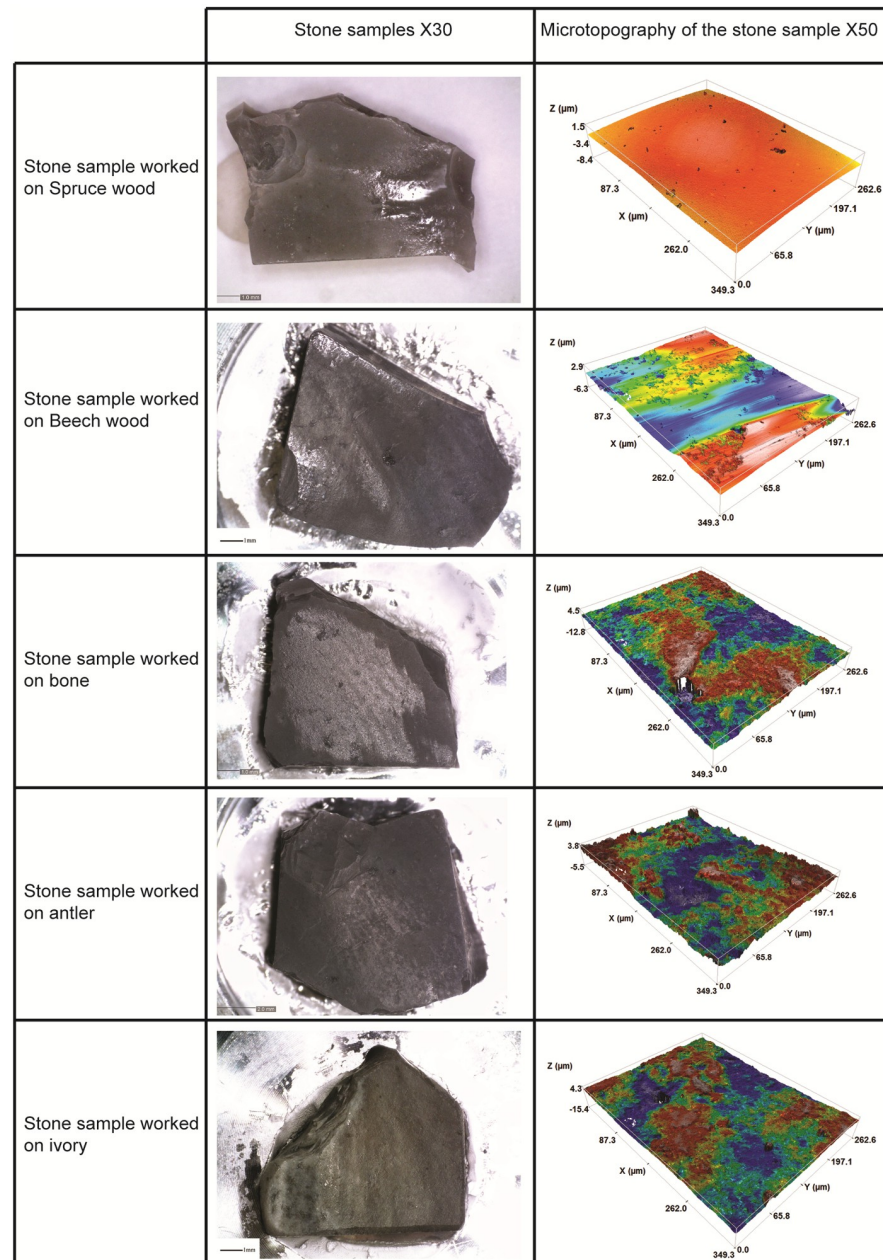 Stone samples X30
Microtopography of the stone sample X50
Stone sample worked
on Spruce wood
1.0 mm
Z (µm)
1.5
-3.4
-8.4
87.3
X (µm)
262.0
349.3
0.0
65.8
Y (µm)
197.1
262.6
Stone sample worked
on Beech wood
1mm
Z (µm)
2.9
-6.3
87.3
X (µm)
262.0
349.3
0.0
65.8
Y (µm)
197.1
262.6
Stone sample worked
on bone
Z (µm)
4.5
-12.8
87.3
X (µm)
262.0
349.3
0.0
65.8
Y (µm)
197.1
262.6
Stone sample worked
on antler
Z (µm)
3.8
-5.5
87.3
X (µm)
262.0
349.3
0.0
65.8
Y (µm)
197.1
262.6
Stone sample worked
on ivory
1mm
Z (µm)
4.3
-15.4
87.3
X (µm)
262.0
349.3
0.0
65.8
Y (µm)
197.1
262.6